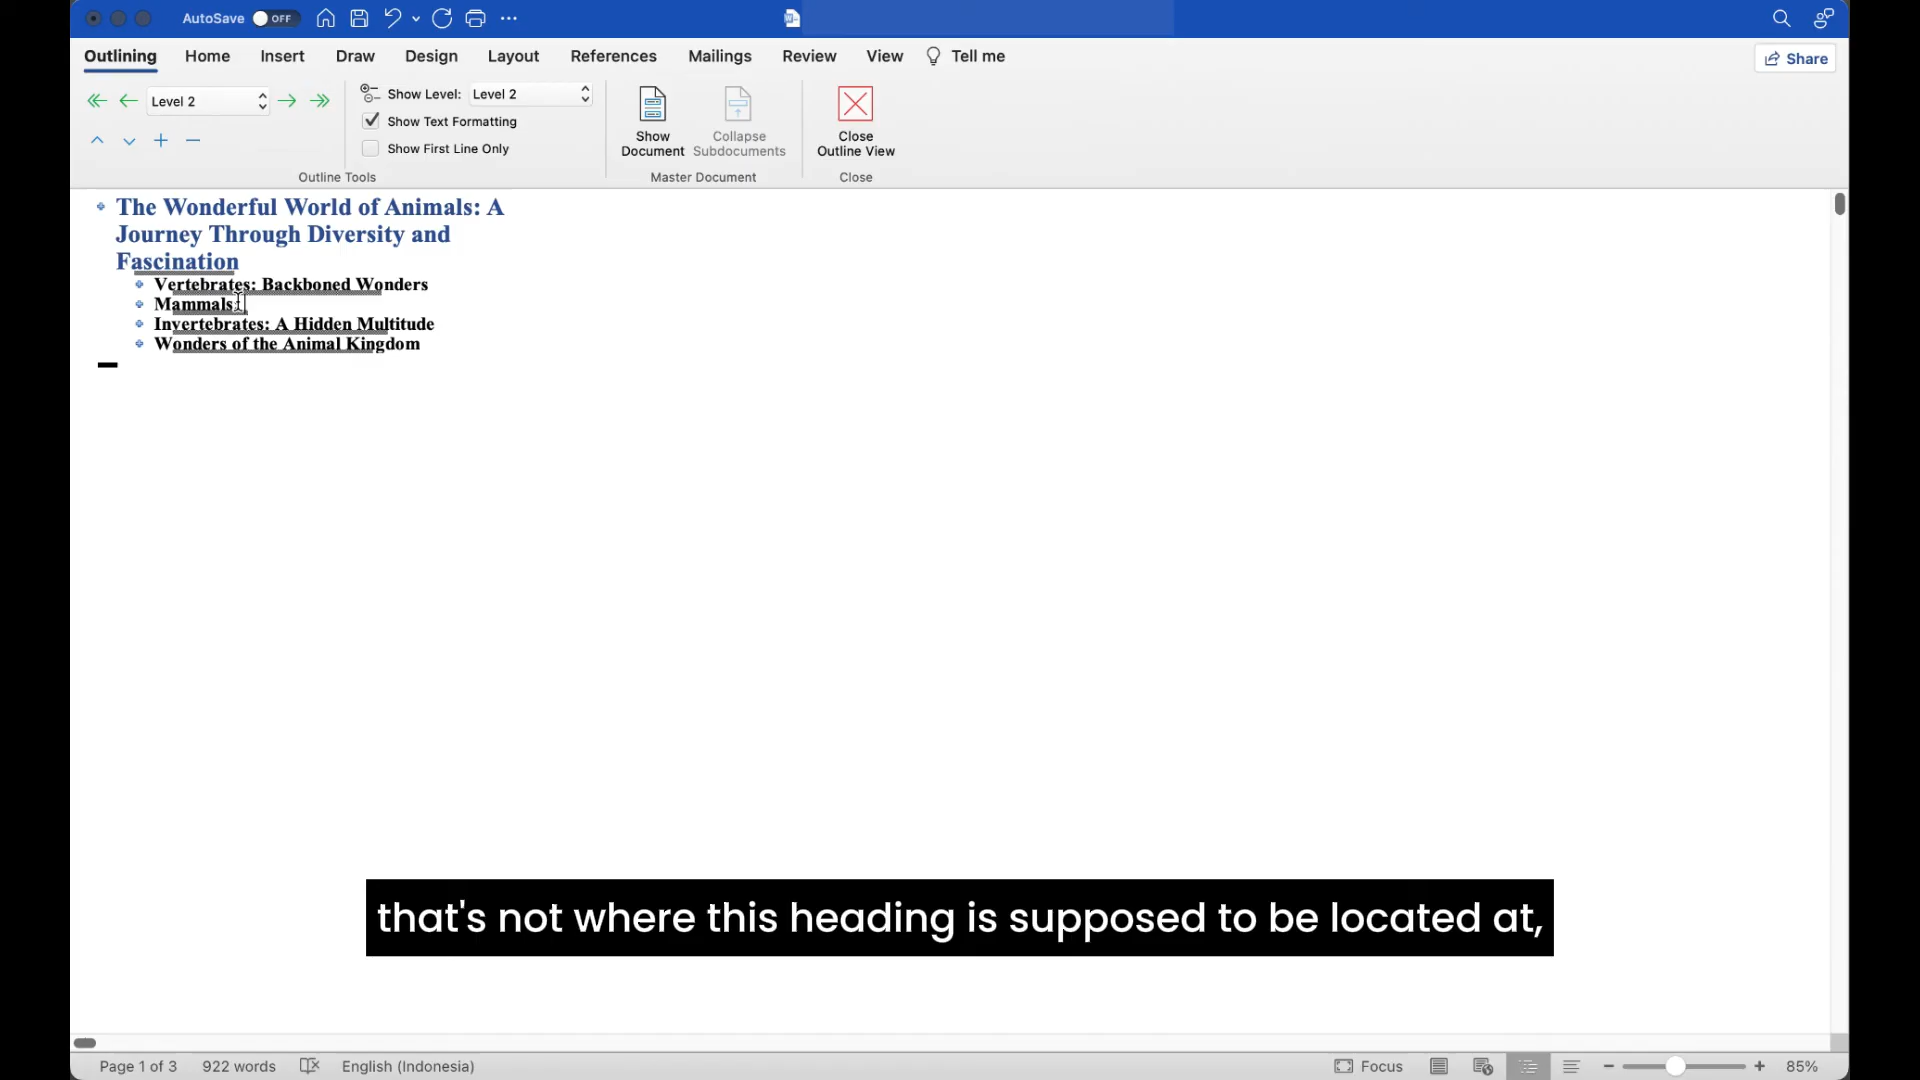 AutoSave OFF
Outlining Home Insert Draw Design Layout References Mailings Review View Tell me
Share
Level 2
Show Level: Level 2
Show Text Formatting
Show First Line Only
Show Document
Collapse Subdocuments
Close Outline View
Outline Tools
Master Document
Close
The Wonderful World of Animals: A
Journey Through Diversity and
Fascination
Vertebrates: Backboned Wonders
Mammals:
Invertebrates: A Hidden Multitude
Wonders of the Animal Kingdom
that's not where this heading is supposed to be located at,
Page 1 of 3 922 words English (Indonesia) Focus 85%